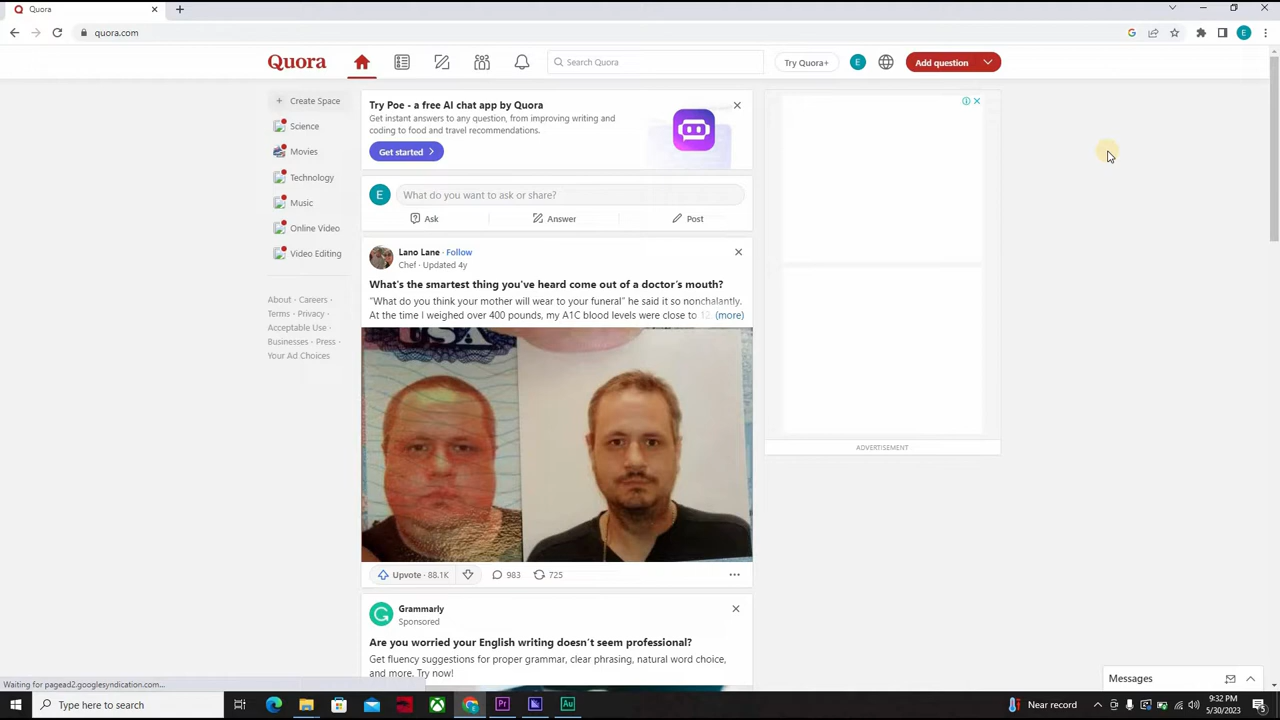 Quora
quora.com
E
Quora
Search Quora
Try Quora+
E
Add question
Create Space
Science
Movies
Technology
Music
Online Video
Video Editing
About · Careers ·
Terms · Privacy ·
Acceptable Use ·
Businesses · Press ·
Your Ad Choices
Try Poe - a free AI chat app by Quora
Get instant answers to any question, from improving writing and
coding to food and travel recommendations.
Get started
E
What do you want to ask or share?
Ask
Answer
Post
Lano Lane · Follow
Chef · Updated 4y
What's the smartest thing you've heard come out of a doctor's mouth?
“What do you think your mother will wear to your funeral” he said it so nonchalantly.
At the time I weighed over 400 pounds, my A1C blood levels were close to 12 (more)
USA
Upvote · 88.1K
983
725
Grammarly
Sponsored
Are you worried your English writing doesn't seem professional?
Get fluency suggestions for proper grammar, clear phrasing, natural word choice,
and more. Try now!
ADVERTISEMENT
Messages
Waiting for pagead2.googlesyndication.com...
Type here to search
Pr
Au
Near record
9:32 PM
5/30/2023